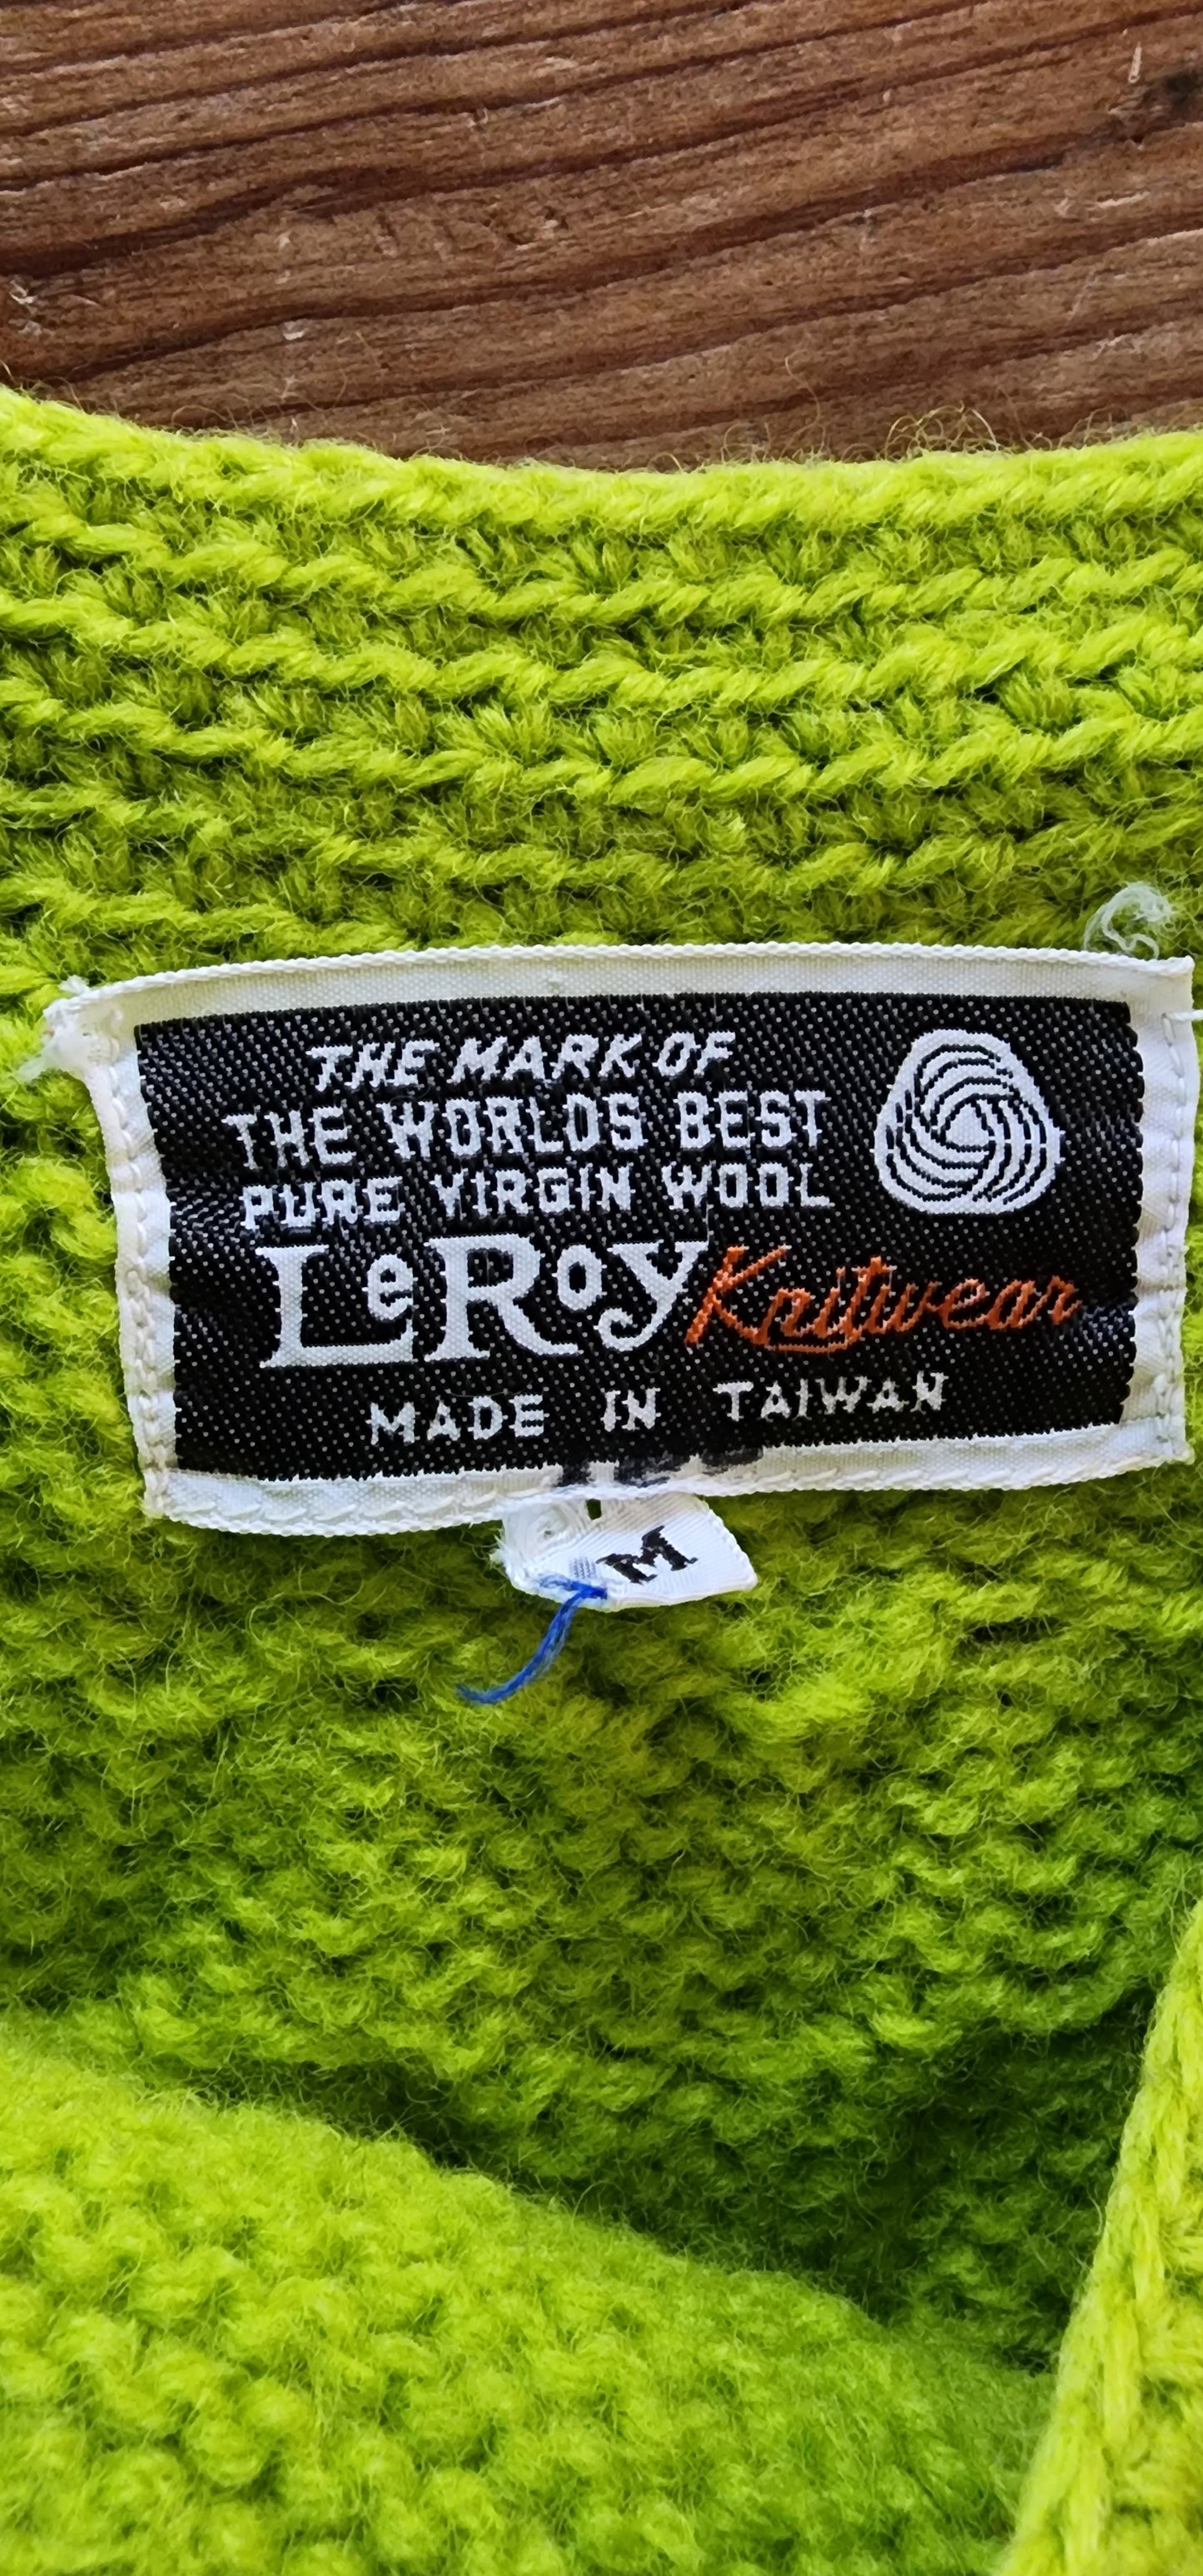 THE MARK OF
THE WORLDS BEST
PURE VIRGIN WOOL
LeRoy Knitwear
MADE IN TAIWAN
M